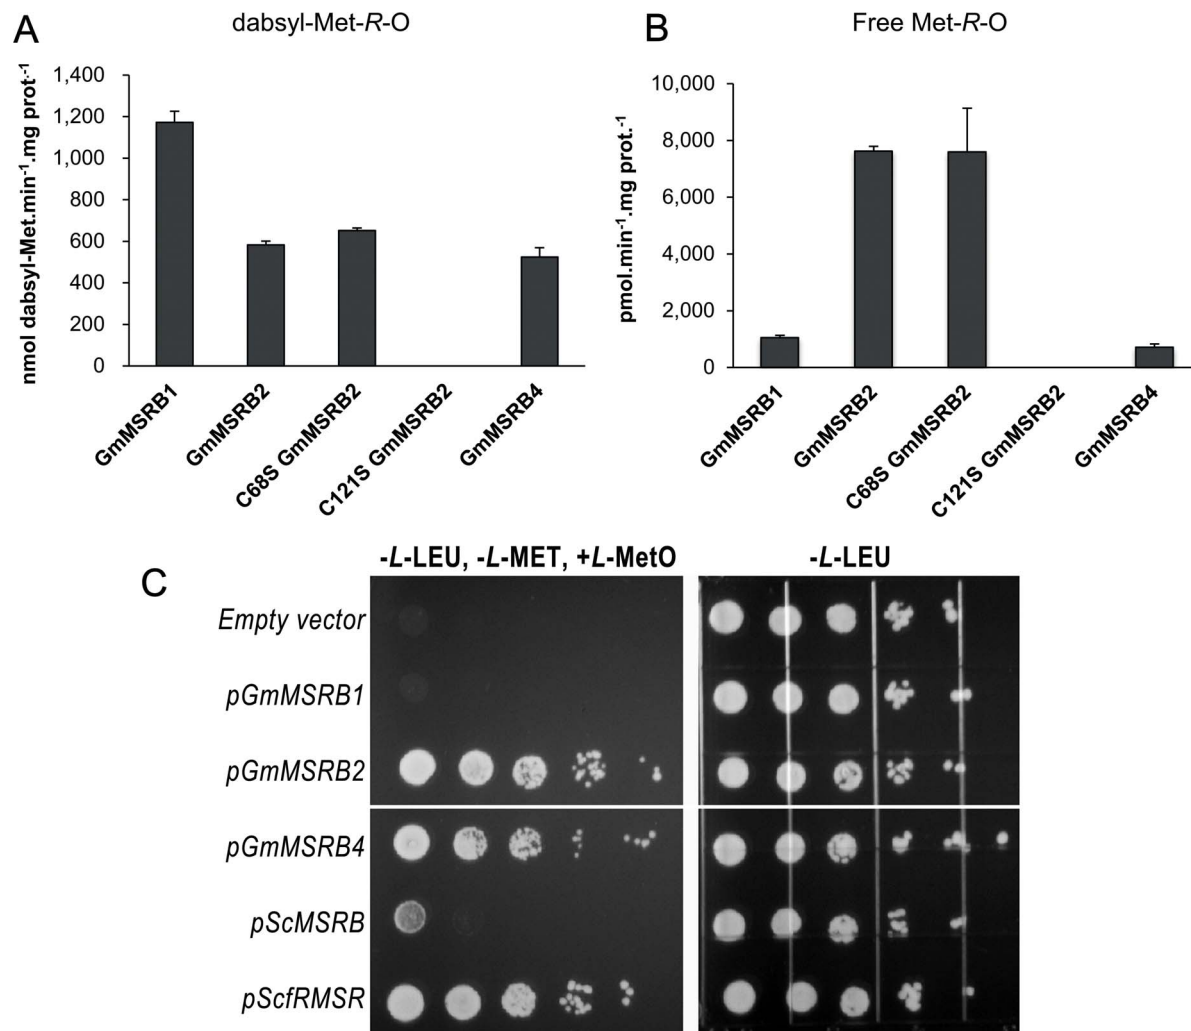 A
dabsyl-Met-R-O
nmol dabsyl-Met.min-1.mg prot.-1
1,400
1,200
1,000
800
600
400
200
0
GmMSRB1
GmMSRB2
C68S GmMSRB2
C121S GmMSRB2
GmMSRB4
B
Free Met-R-O
pmol.min-1.mg prot.-1
10,000
8,000
6,000
4,000
2,000
0
GmMSRB1
GmMSRB2
C68S GmMSRB2
C121S GmMSRB2
GmMSRB4
C
-L-LEU, -L-MET, +L-MetO
-L-LEU
Empty vector
pGmMSRB1
pGmMSRB2
pGmMSRB4
pScMSRB
pScfRMSR